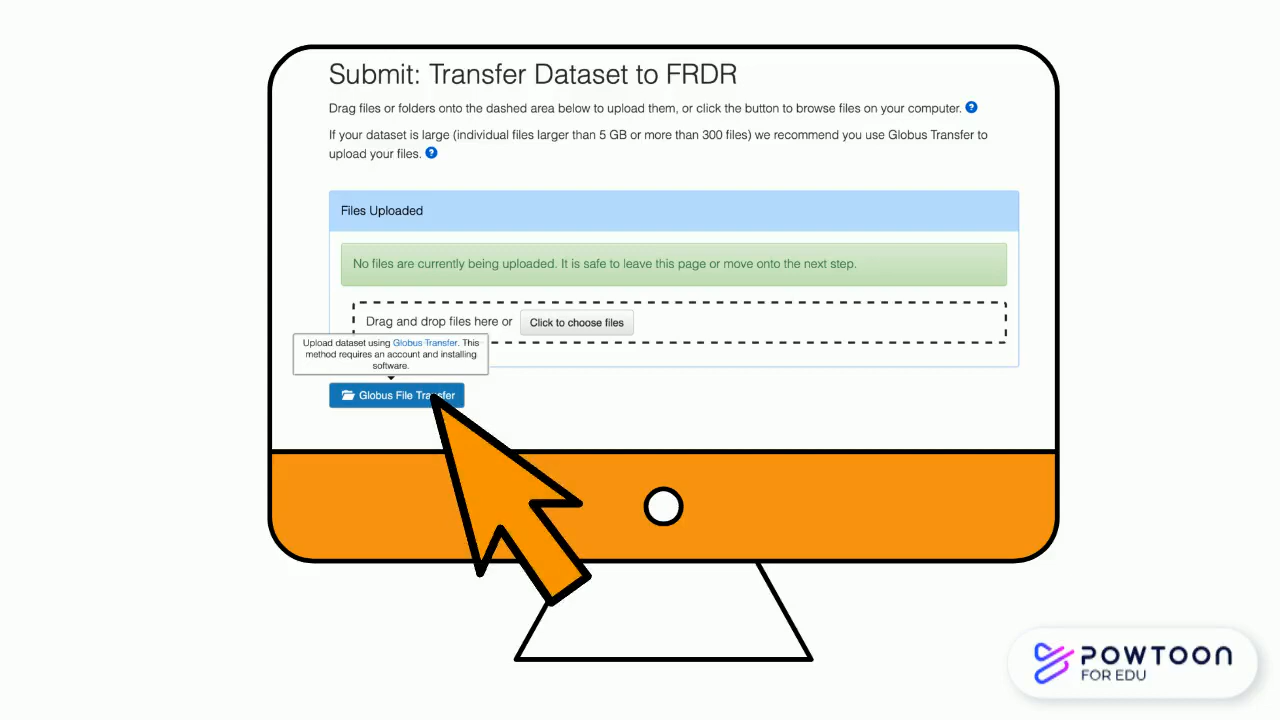 Submit: Transfer Dataset to FRDR
Drag files or folders onto the dashed area below to upload them, or click the button to browse files on your computer. ?
If your dataset is large (individual files larger than 5 GB or more than 300 files) we recommend you use Globus Transfer to
upload your files. ?
Files Uploaded
No files are currently being uploaded. It is safe to leave this page or move onto the next step.
Drag and drop files here or Click to choose files
Upload dataset using Globus Transfer. This
method requires an account and installing
software.
Globus File Transfer
POWTOON
FOR EDU